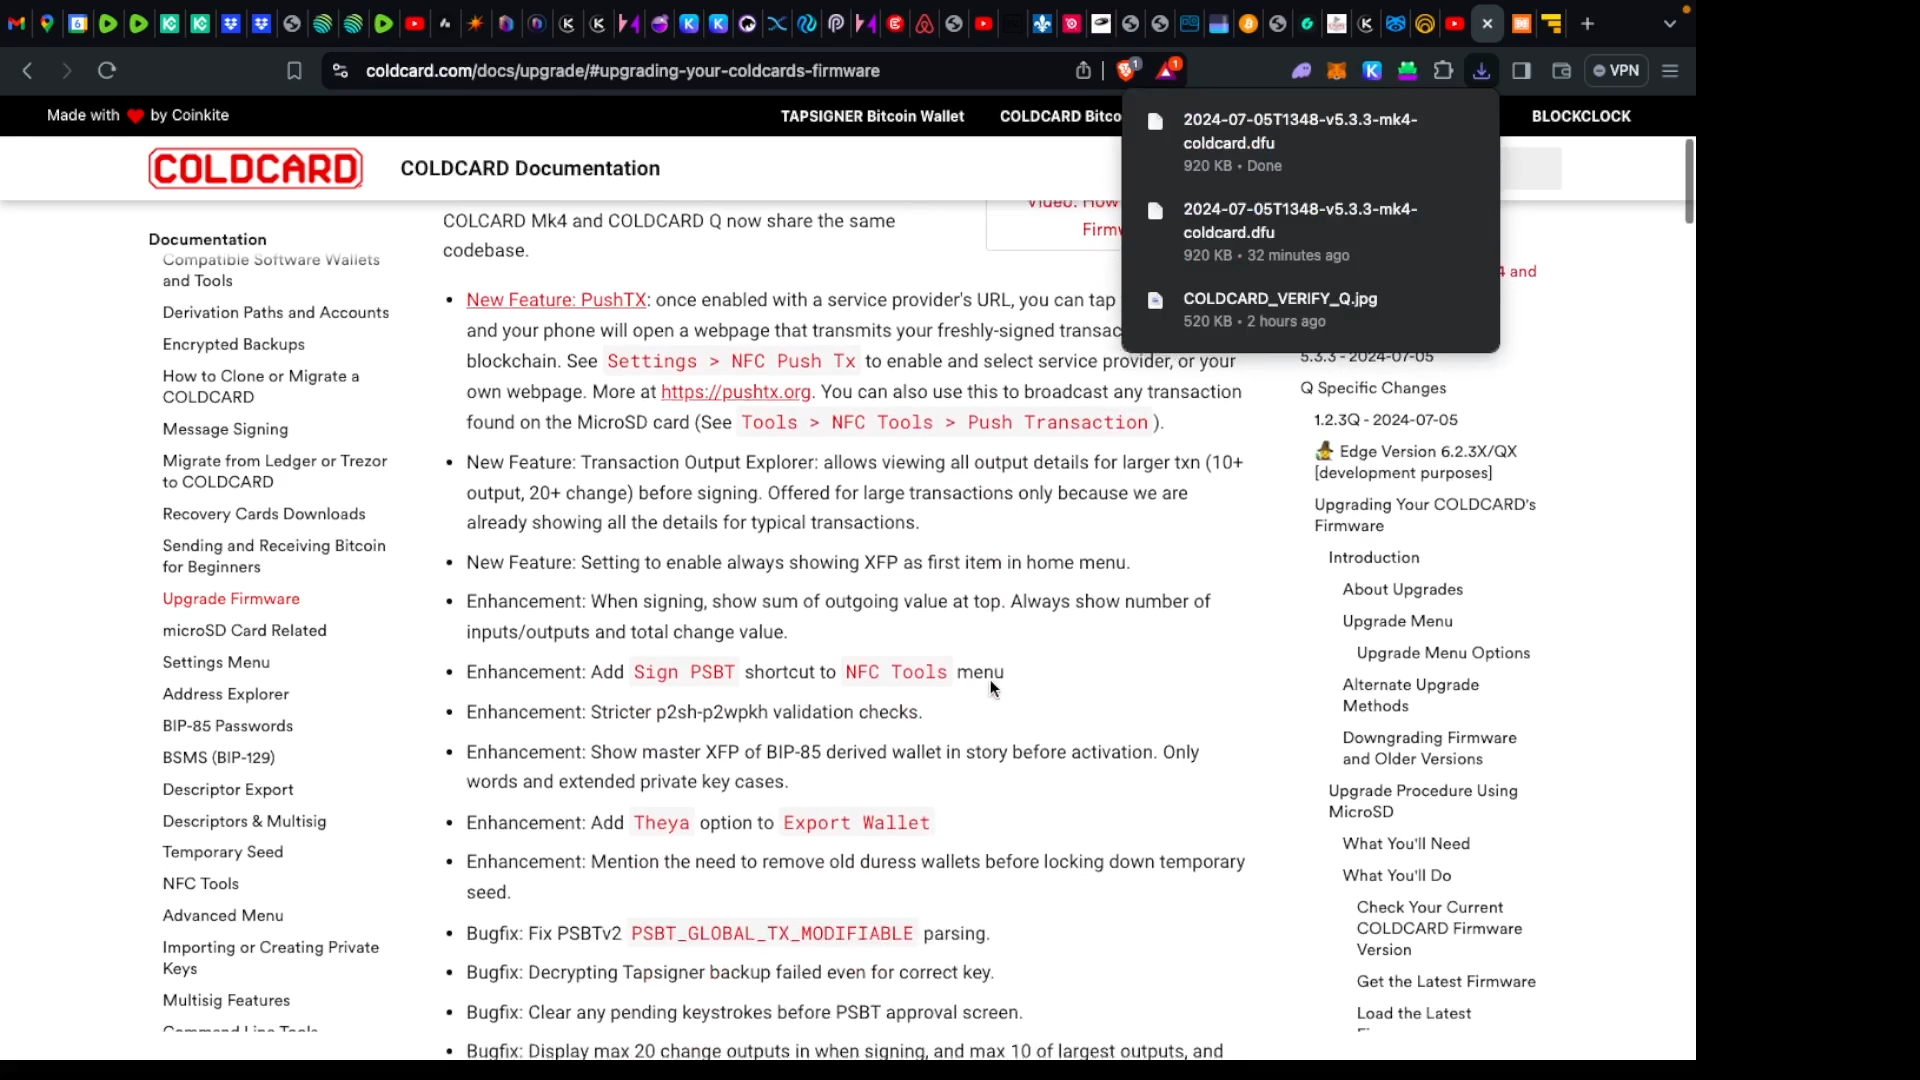 coldcard.com/docs/upgrade/#upgrading-your-coldcards-firmware
1
1
VPN
Made with ❤ by Coinkite
TAPSIGNER Bitcoin Wallet
COLDCARD Bitco
BLOCKCLOCK
COLDCARD
COLDCARD Documentation
2024-07-05T1348-v5.3.3-mk4-
coldcard.dfu
920 KB • Done
2024-07-05T1348-v5.3.3-mk4-
coldcard.dfu
920 KB • 32 minutes ago
COLDCARD_VERIFY_Q.jpg
520 KB • 2 hours ago
Documentation
Compatible Software Wallets
and Tools
Derivation Paths and Accounts
Encrypted Backups
How to Clone or Migrate a
COLDCARD
Message Signing
Migrate from Ledger or Trezor
to COLDCARD
Recovery Cards Downloads
Sending and Receiving Bitcoin
for Beginners
Upgrade Firmware
microSD Card Related
Settings Menu
Address Explorer
BIP-85 Passwords
BSMS (BIP-129)
Descriptor Export
Descriptors & Multisig
Temporary Seed
NFC Tools
Advanced Menu
Importing or Creating Private
Keys
Multisig Features
Command Line Tools
COLCARD Mk4 and COLDCARD Q now share the same
codebase.
Video: How
Firmw
• New Feature: PushTX: once enabled with a service provider's URL, you can tap
and your phone will open a webpage that transmits your freshly-signed transac
blockchain. See Settings > NFC Push Tx to enable and select service provider, or your
own webpage. More at https://pushtx.org. You can also use this to broadcast any transaction
found on the MicroSD card (See Tools > NFC Tools > Push Transaction ).
• New Feature: Transaction Output Explorer: allows viewing all output details for larger txn (10+
output, 20+ change) before signing. Offered for large transactions only because we are
already showing all the details for typical transactions.
• New Feature: Setting to enable always showing XFP as first item in home menu.
• Enhancement: When signing, show sum of outgoing value at top. Always show number of
inputs/outputs and total change value.
• Enhancement: Add Sign PSBT shortcut to NFC Tools menu
• Enhancement: Stricter p2sh-p2wpkh validation checks.
• Enhancement: Show master XFP of BIP-85 derived wallet in story before activation. Only
words and extended private key cases.
• Enhancement: Add Theya option to Export Wallet
• Enhancement: Mention the need to remove old duress wallets before locking down temporary
seed.
• Bugfix: Fix PSBTv2 PSBT_GLOBAL_TX_MODIFIABLE parsing.
• Bugfix: Decrypting Tapsigner backup failed even for correct key.
• Bugfix: Clear any pending keystrokes before PSBT approval screen.
• Bugfix: Display max 20 change outputs in when signing, and max 10 of largest outputs, and
4 and
5.3.3 - 2024-07-05
Q Specific Changes
1.2.3Q - 2024-07-05
Edge Version 6.2.3X/QX
[development purposes]
Upgrading Your COLDCARD's
Firmware
Introduction
About Upgrades
Upgrade Menu
Upgrade Menu Options
Alternate Upgrade
Methods
Downgrading Firmware
and Older Versions
Upgrade Procedure Using
MicroSD
What You'll Need
What You'll Do
Check Your Current
COLDCARD Firmware
Version
Get the Latest Firmware
Load the Latest